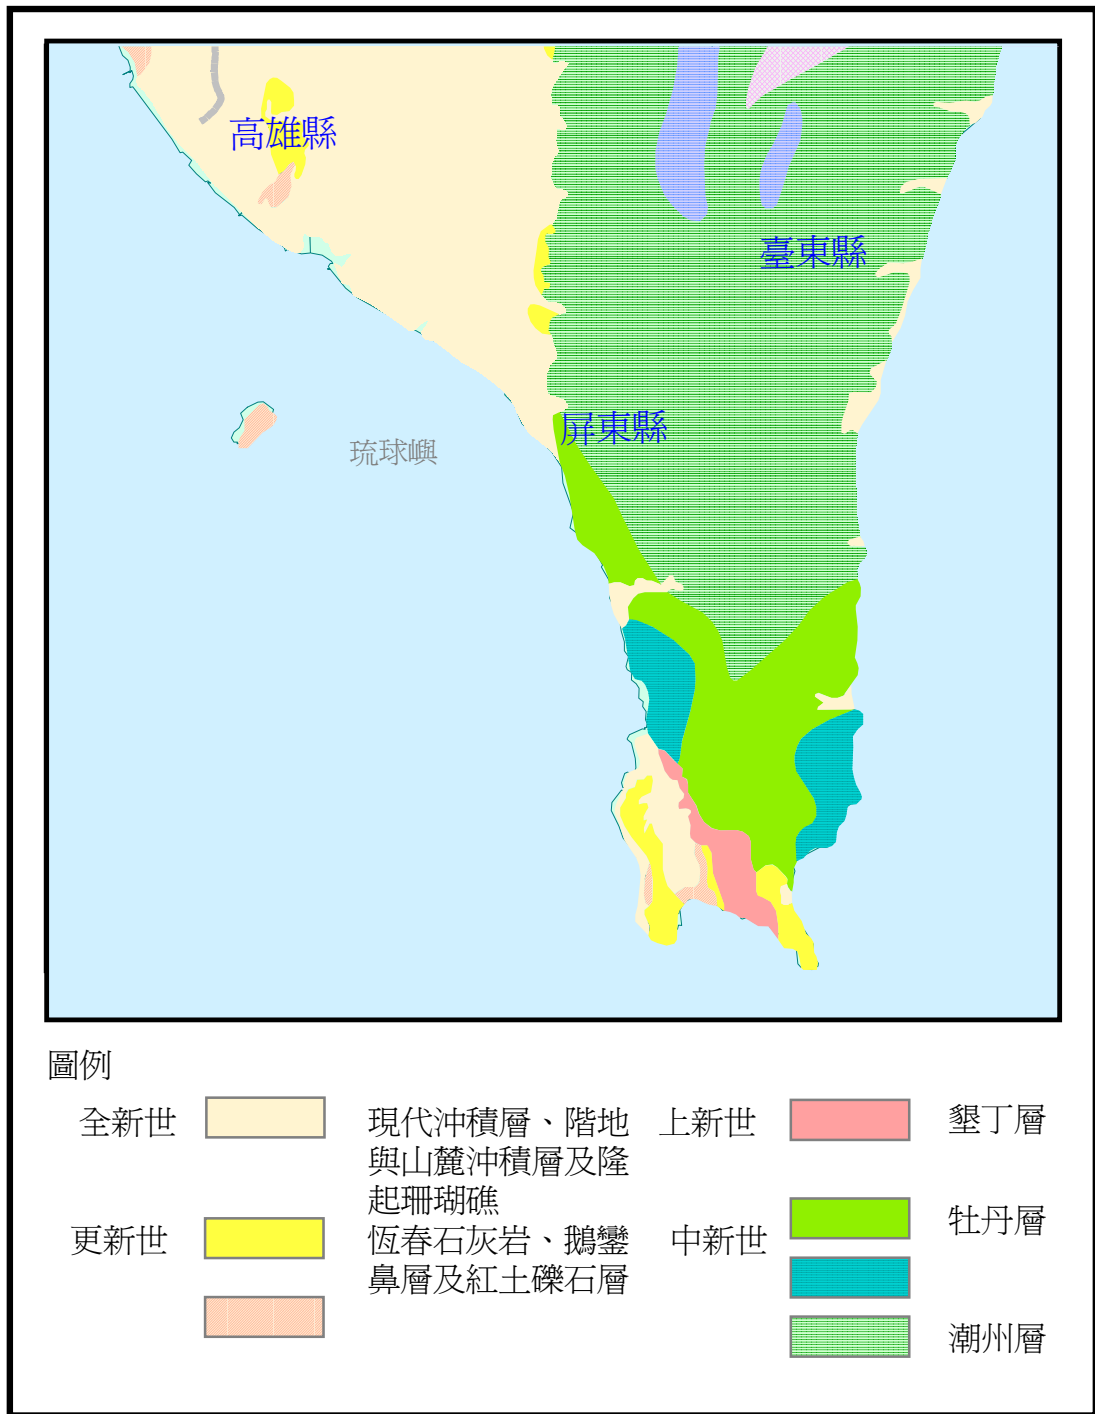 高雄縣
臺東縣
屏東縣
琉球嶼
圖例
全新世
現代沖積層、階地
與山麓沖積層及隆
起珊瑚礁
更新世
恆春石灰岩、鵝鑾
鼻層及紅土礫石層
上新世
墾丁層
中新世
牡丹層
潮州層